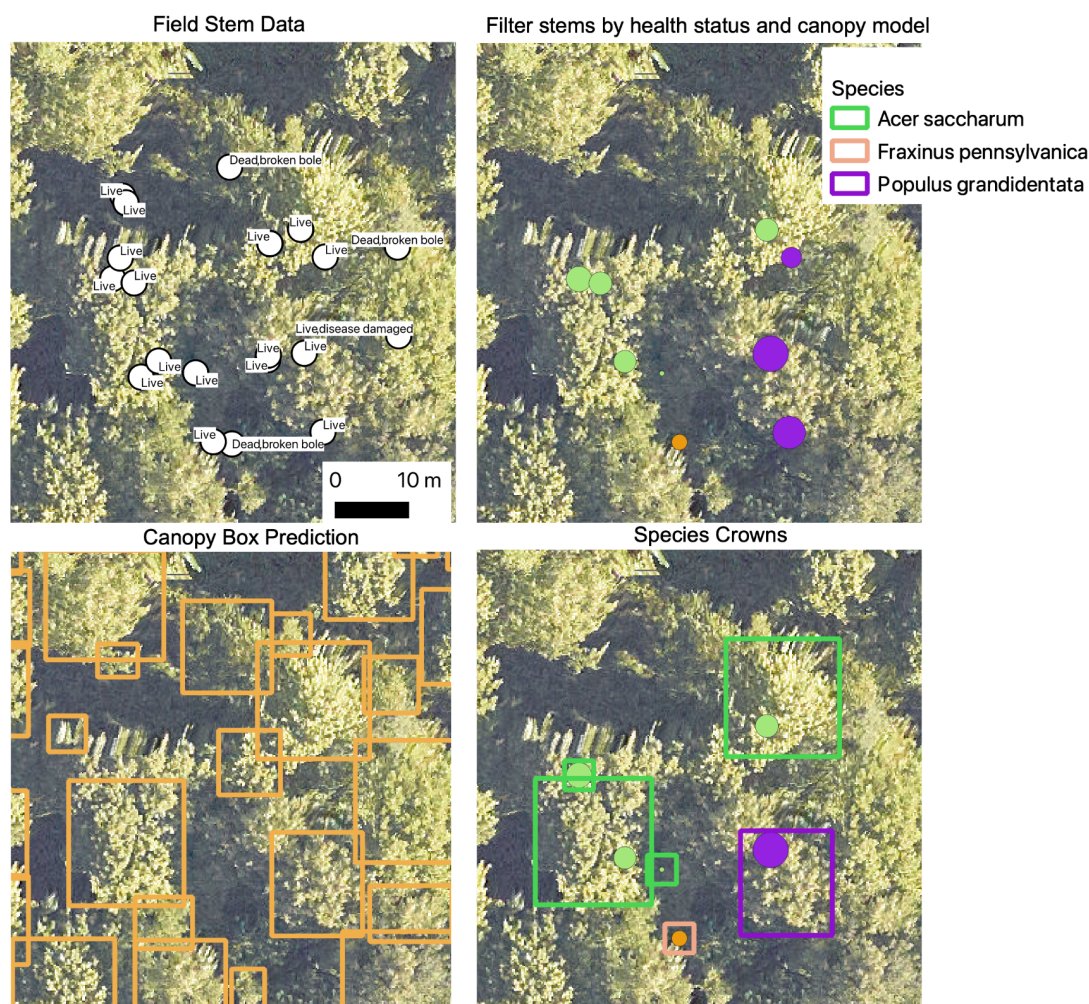 Field Stem Data
Filter stems by health status and canopy model
Species
Acer saccharum
Fraxinus pennsylvanica
Populus grandidentata
Dead,broken bole
Live
Live
Live
Live
Dead,broken bole
Live
Live
Live
Live
Live,disease damaged
Live
Live
Live
Live
Live
Live
Live
Live
Dead,broken bole
0 10 m
Canopy Box Prediction
Species Crowns